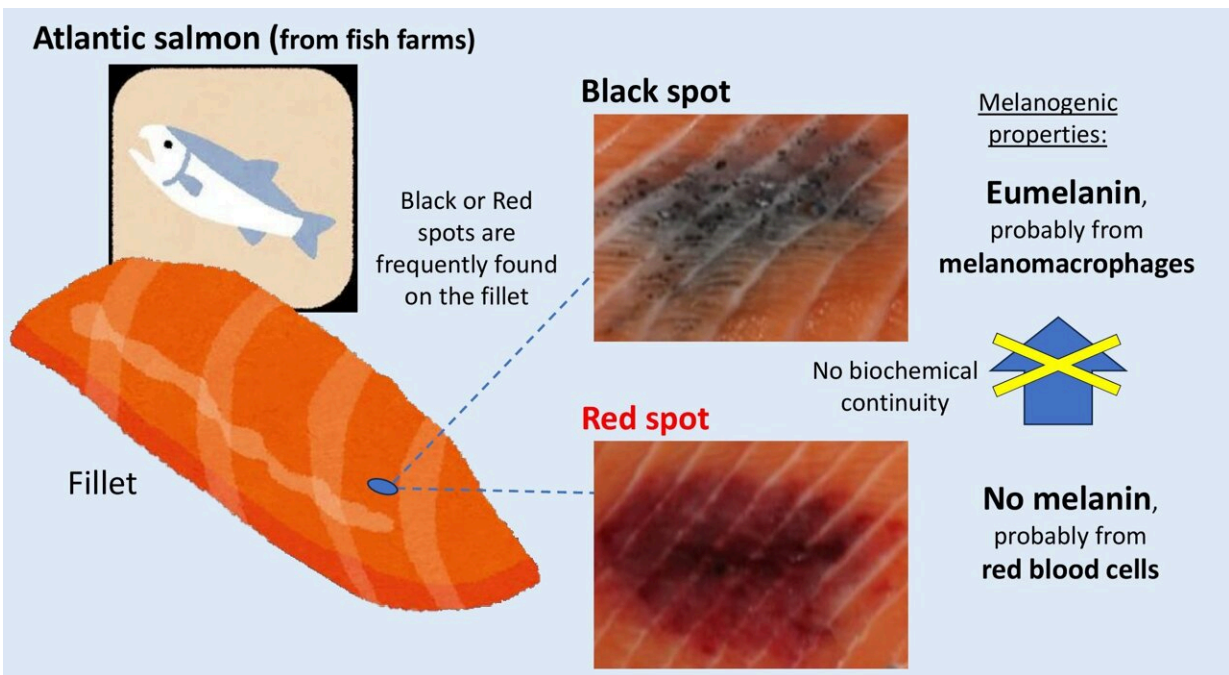 Atlantic salmon (from fish farms)
Black or Red
spots are
frequently found
on the fillet
Fillet
Black spot
Red spot
Melanogenic
properties:
Eumelanin,
probably from
melanomacrophages
No biochemical
continuity
No melanin,
probably from
red blood cells